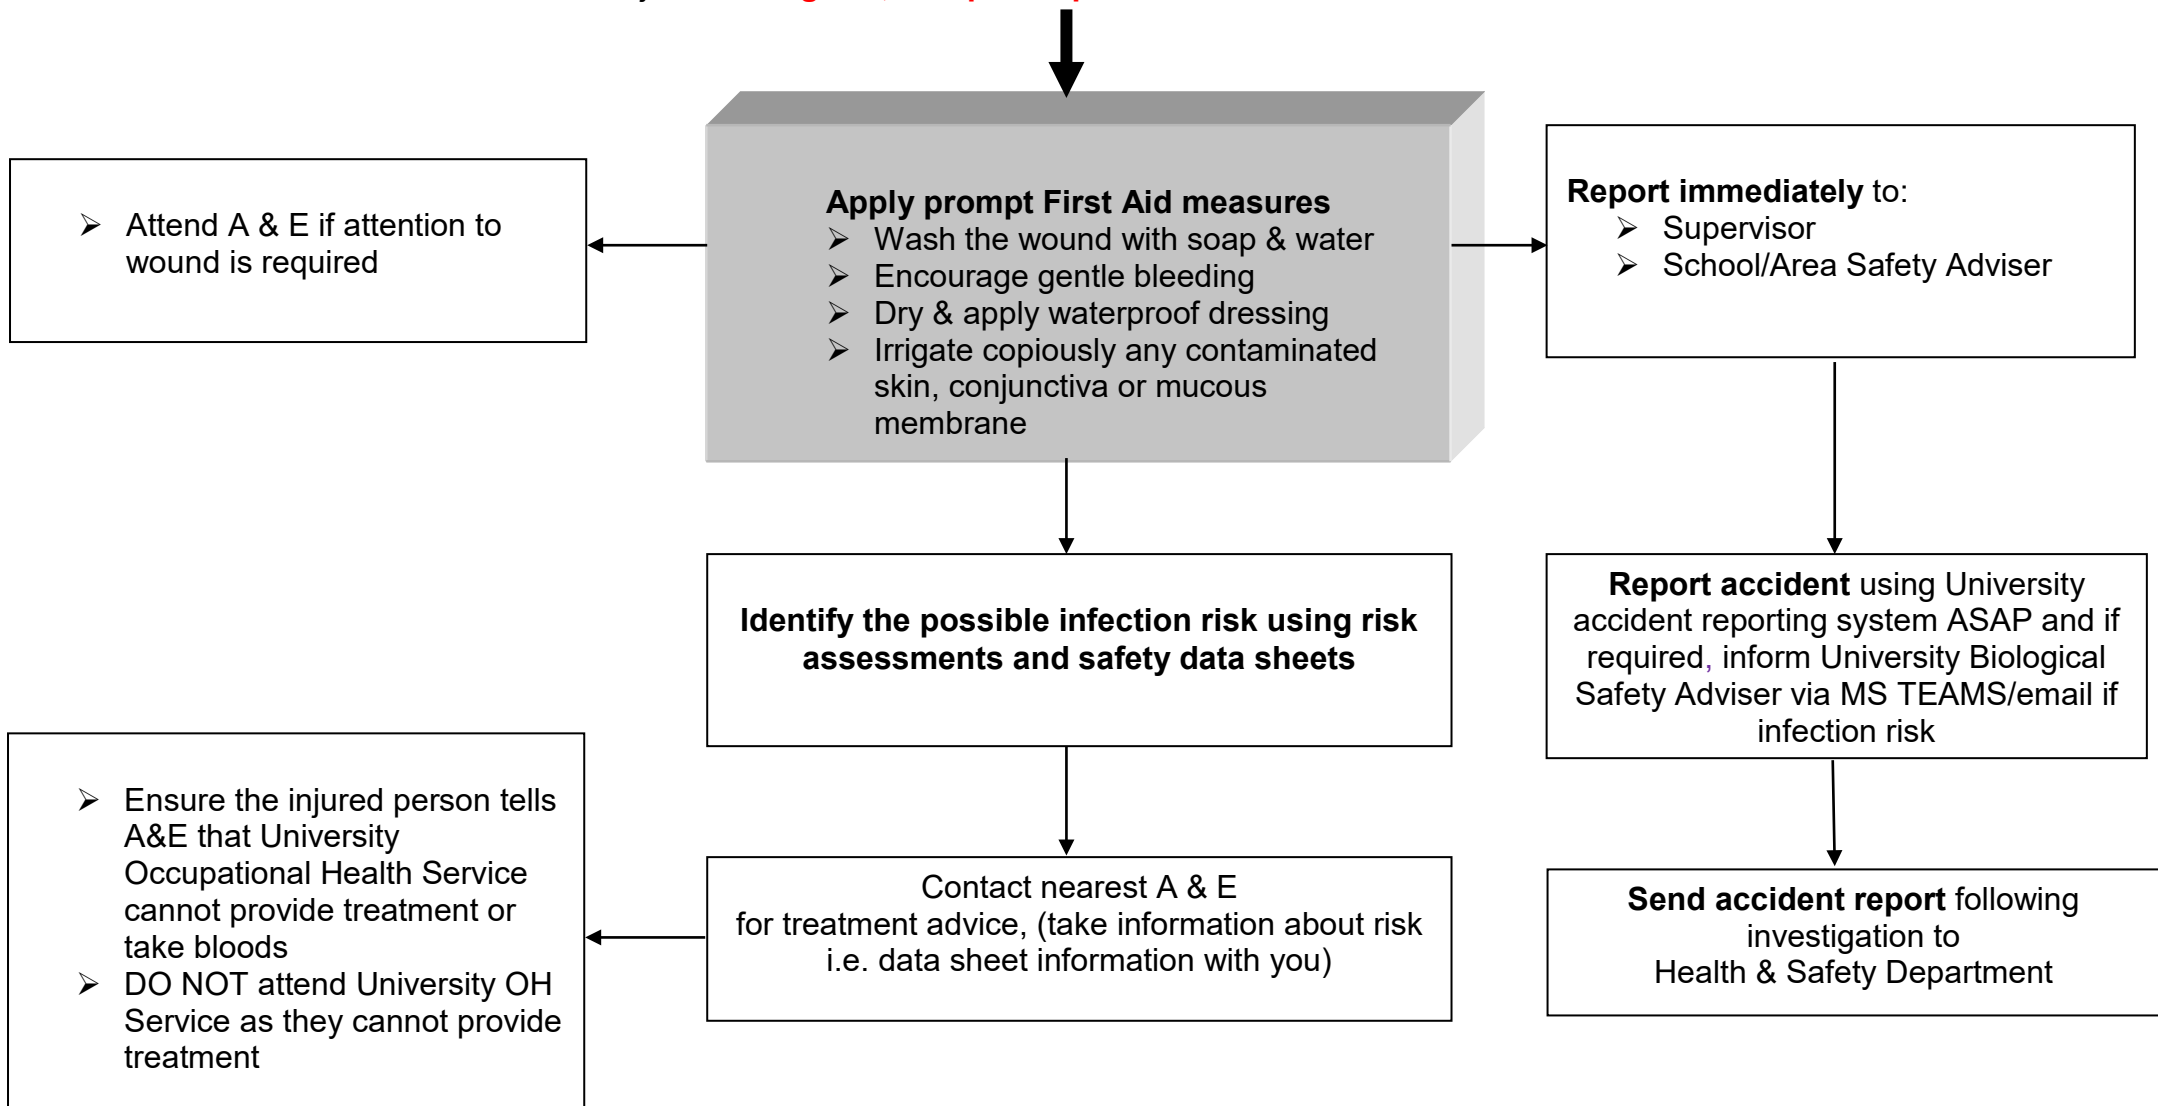 Apply prompt First Aid measures
➢ Wash the wound with soap & water
➢ Encourage gentle bleeding
➢ Dry & apply waterproof dressing
➢ Irrigate copiously any contaminated
skin, conjunctiva or mucous
membrane
➢ Attend A & E if attention to
wound is required
Report immediately to:
➢ Supervisor
➢ School/Area Safety Adviser
Identify the possible infection risk using risk
assessments and safety data sheets
Report accident using University
accident reporting system ASAP and if
required, inform University Biological
Safety Adviser via MS TEAMS/email if
infection risk
Contact nearest A & E
for treatment advice, (take information about risk
i.e. data sheet information with you)
➢ Ensure the injured person tells
A&E that University
Occupational Health Service
cannot provide treatment or
take bloods
➢ DO NOT attend University OH
Service as they cannot provide
treatment
Send accident report following
investigation to
Health & Safety Department